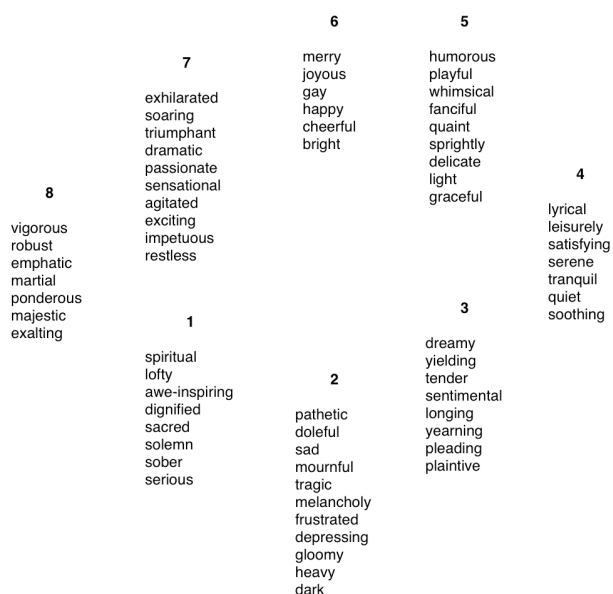 6
merry
joyous
gay
happy
cheerful
bright
5
humorous
playful
whimsical
fanciful
quaint
sprightly
delicate
light
graceful
7
exhilarated
soaring
triumphant
dramatic
passionate
sensational
agitated
exciting
impetuous
restless
4
lyrical
leisurely
satisfying
serene
tranquil
quiet
soothing
8
vigorous
robust
emphatic
martial
ponderous
majestic
exalting
3
dreamy
yielding
tender
sentimental
longing
yearning
pleading
plaintive
1
spiritual
lofty
awe-inspiring
dignified
sacred
solemn
sober
serious
2
pathetic
doleful
sad
mournful
tragic
melancholy
frustrated
depressing
gloomy
heavy
dark